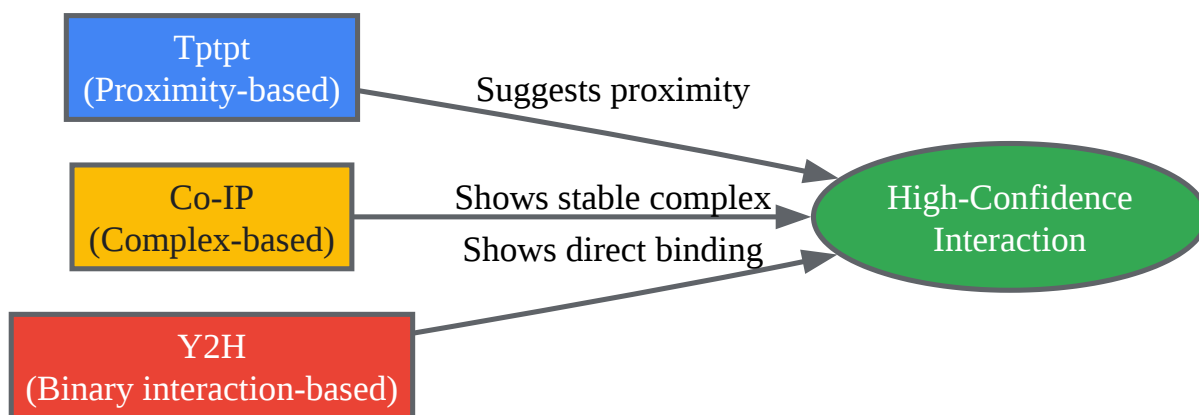 Tptpt
(Proximity-based)
Suggests proximity
Co-IP
(Complex-based)
Shows stable complex
High-Confidence
Interaction
Shows direct binding
Y2H
(Binary interaction-based)